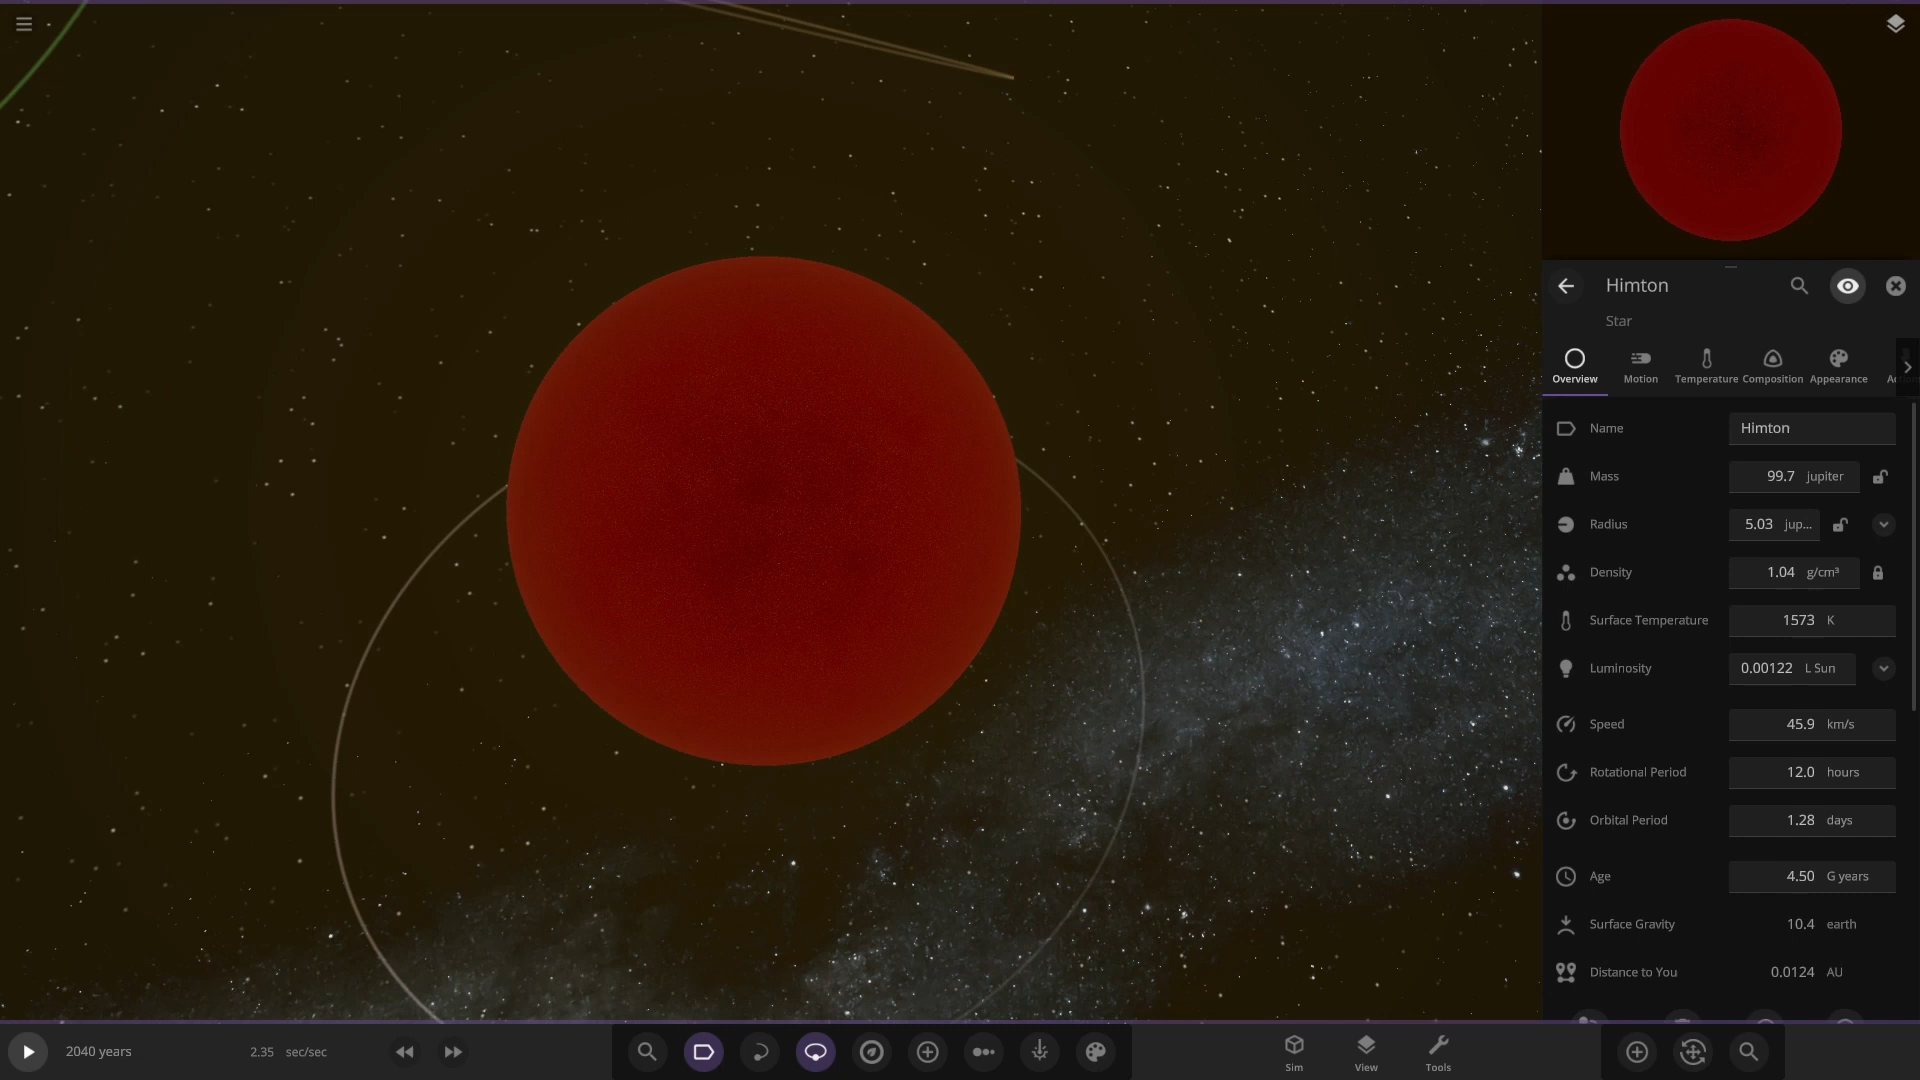 Himton
Star
Overview Motion Temperature Composition Appearance
Name Himton
Mass 99.7 jupiter
Radius 5.03 jup...
Density 1.04 g/cm³
Surface Temperature 1573 K
Luminosity 0.00122 L Sun
Speed 45.9 km/s
Rotational Period 12.0 hours
Orbital Period 1.28 days
Age 4.50 G years
Surface Gravity 10.4 earth
Distance to You 0.0124 AU
2040 years 2.35 sec/sec Sim View Tools